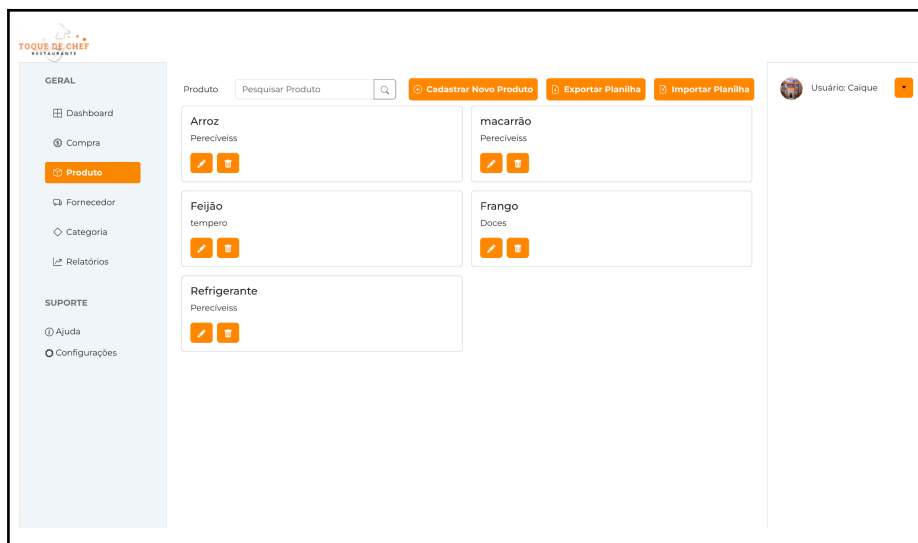 TOQUE DE CHEF
RESTAURANTE
GERAL
Dashboard
Compra
Produto
Fornecedor
Categoria
Relatórios
SUPORTE
Ajuda
Configurações
Produto
Pesquisar Produto
Cadastrar Novo Produto
Exportar Planilha
Importar Planilha
Arroz
Perecíveiss
macarrão
Perecíveiss
Feijão
tempero
Frango
Doces
Refrigerante
Perecíveiss
Usuário: Caique